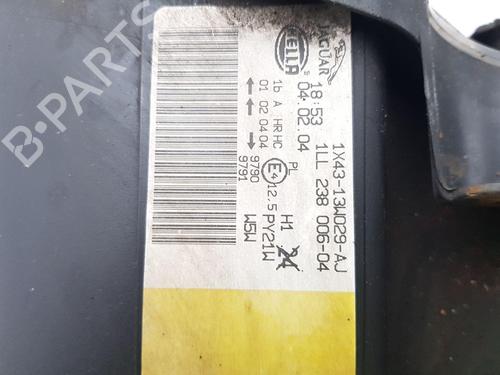 JAGUAR
HELLA
18:53
04.02.04
1X43-13W029-AJ
1LL 238 006-04
1b A HR HC PL
01 02 04 04
9790
9791
E4
12,5
H1
24
PY21W
W5W